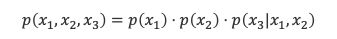 p(x₁, x₂, x₃) = p(x₁) · p(x₂) · p(x₃|x₁, x₂)